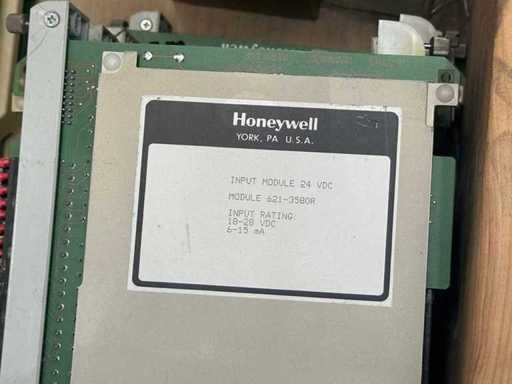 Honeywell
YORK, PA U.S.A.
INPUT MODULE 24 VDC
MODULE 621-3580R
INPUT RATING:
18-28 VDC
6-15 mA